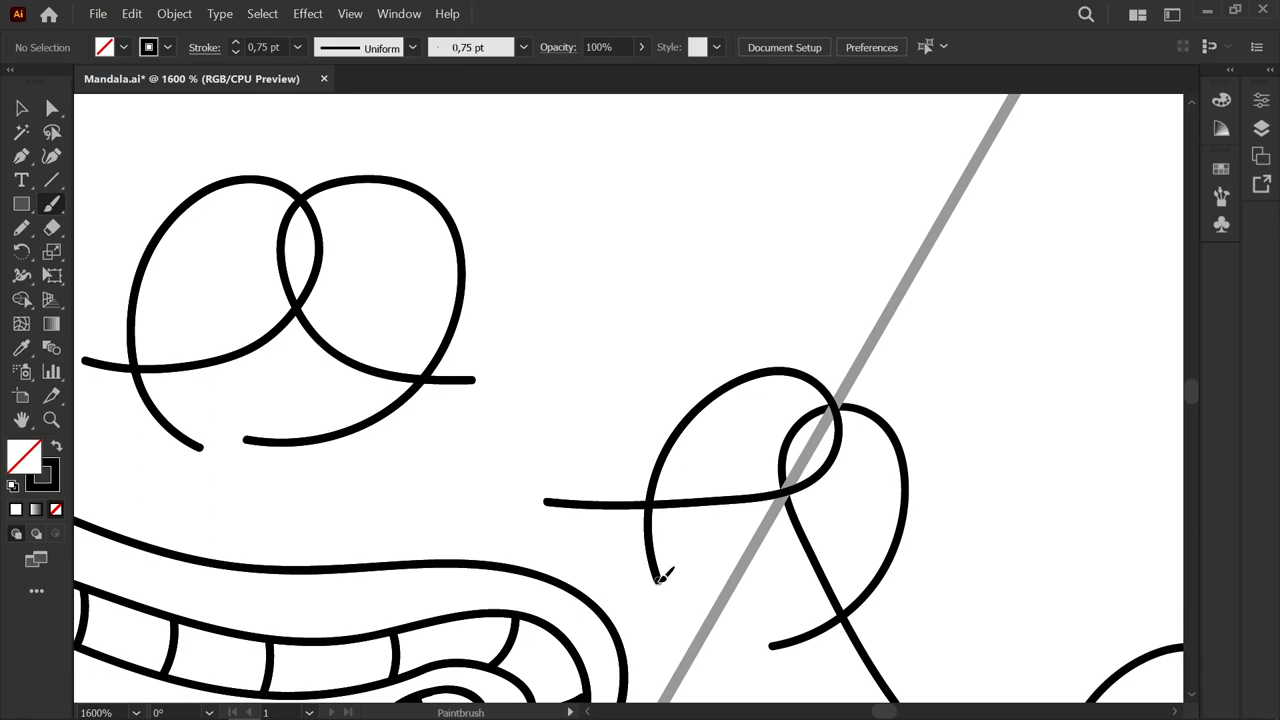 Ai File Edit Object Type Select Effect View Window Help
No Selection Stroke: 0,75 pt Uniform 0,75 pt Opacity: 100% Style: Document Setup Preferences
Mandala.ai* @ 1600 % (RGB/CPU Preview)
T
1600% 0° 1 Paintbrush